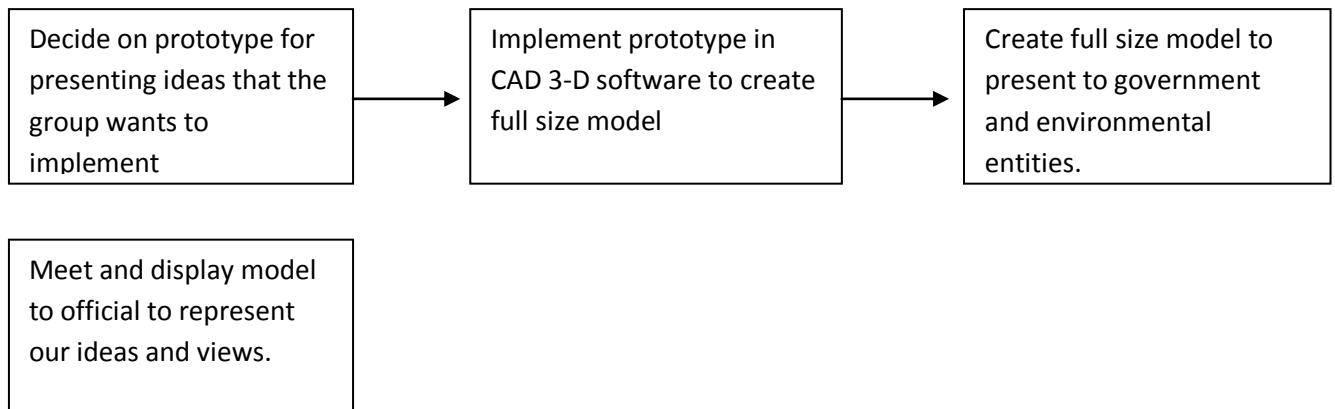 Decide on prototype for
presenting ideas that the
group wants to
implement
Implement prototype in
CAD 3-D software to create
full size model
Create full size model to
present to government
and environmental
entities.
Meet and display model
to official to represent
our ideas and views.